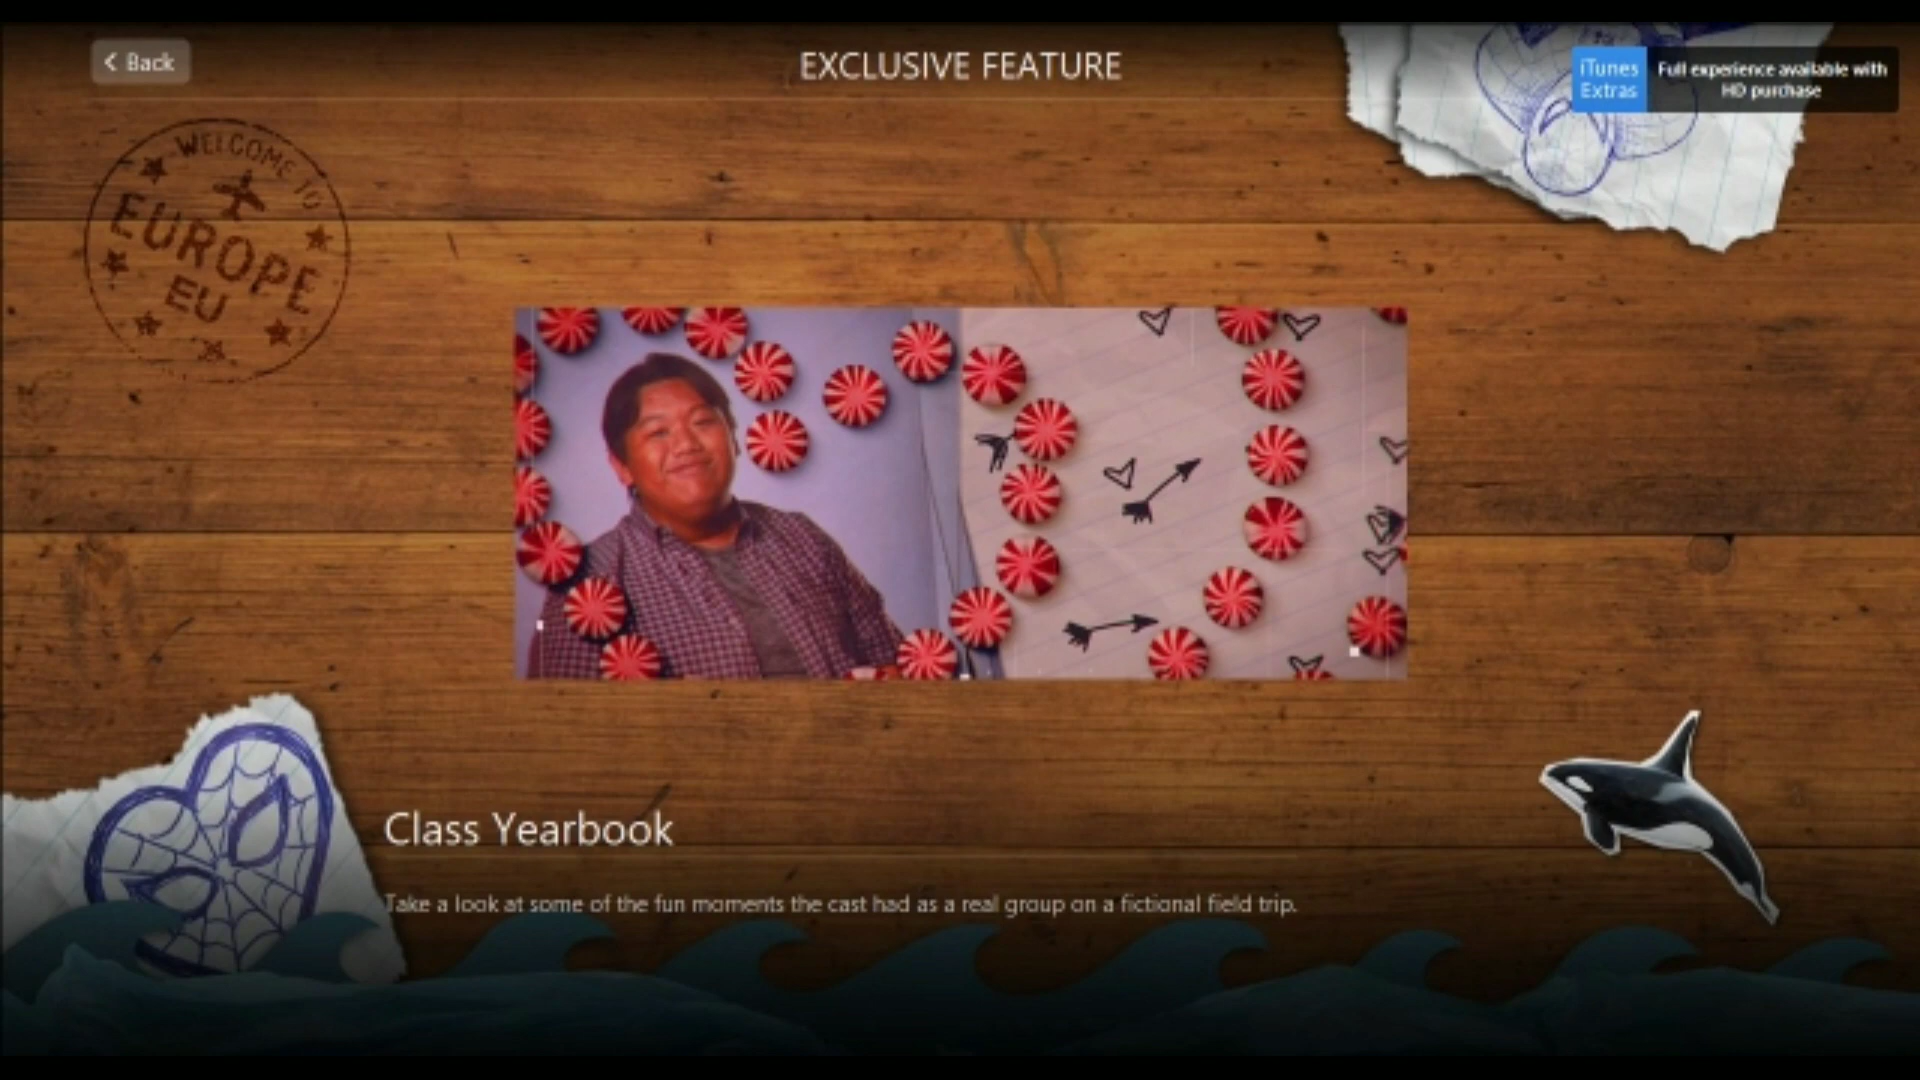 Back
EXCLUSIVE FEATURE
iTunes
Extras
Full experience available with
HD purchase
WELCOME TO
EUROPE
EU
Class Yearbook
Take a look at some of the fun moments the cast had as a real group on a fictional field trip.